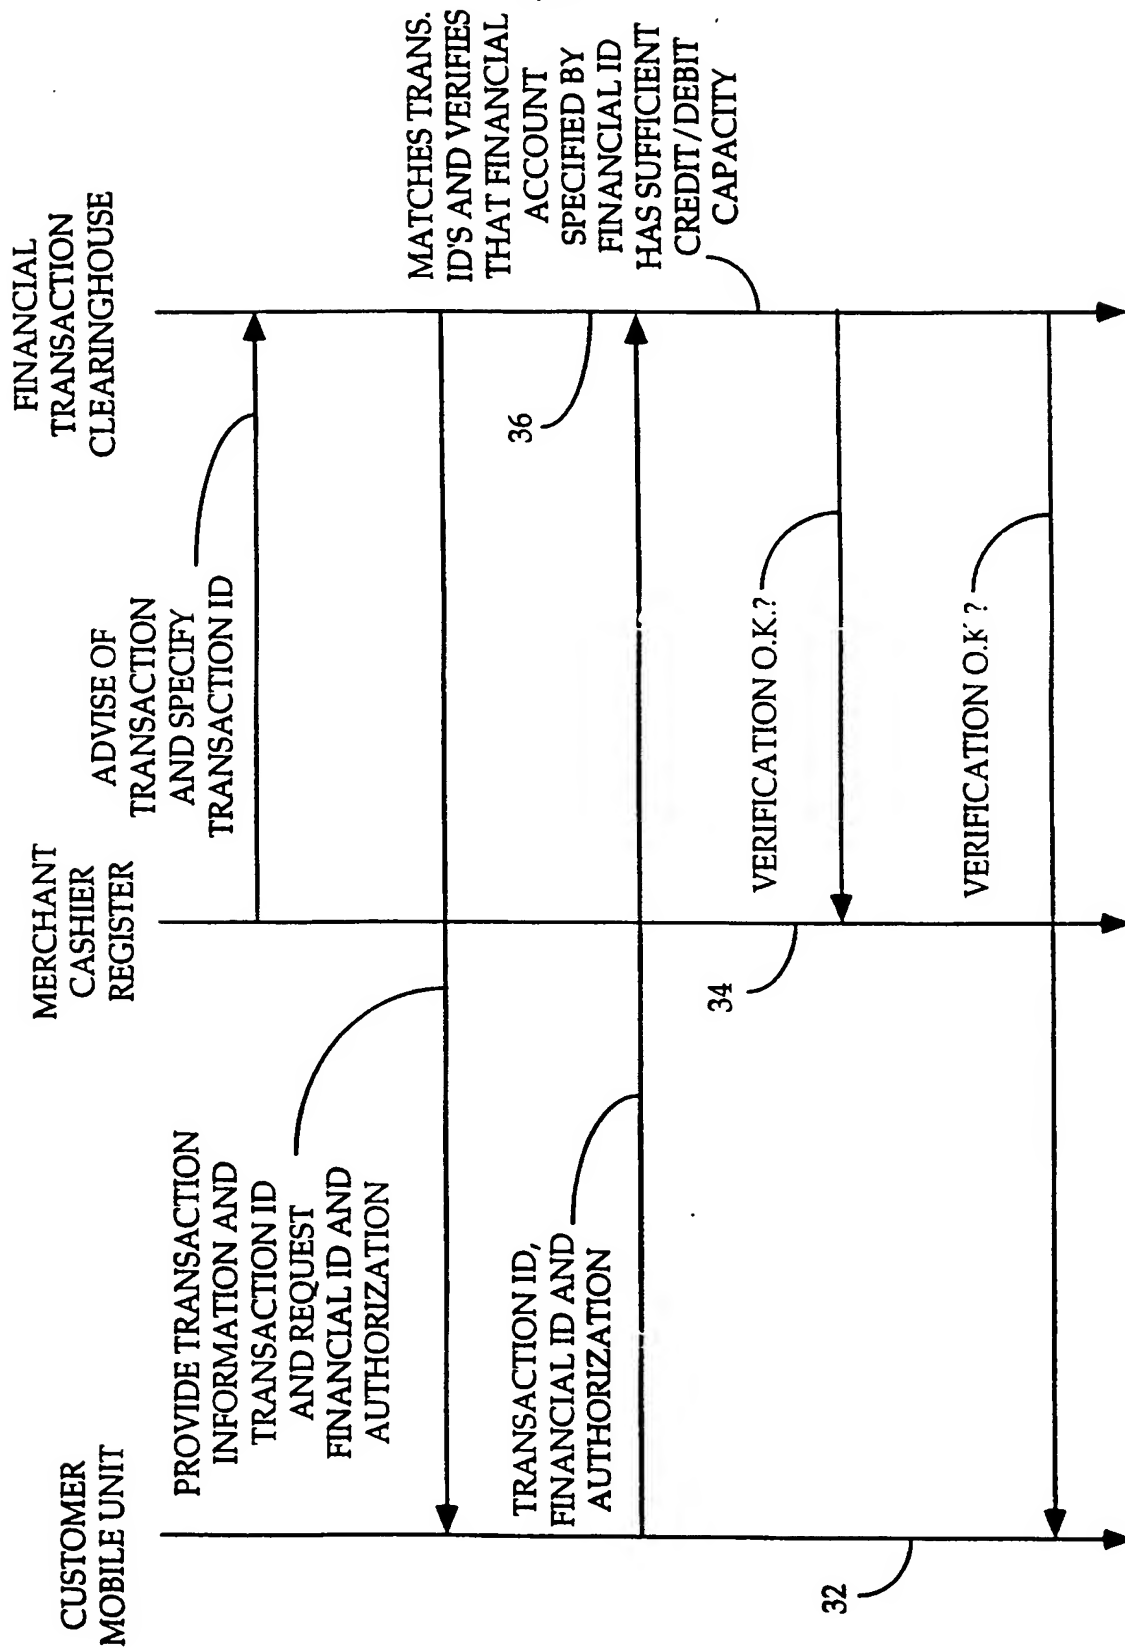 CUSTOMER
MOBILE UNIT
MERCHANT
CASHIER
REGISTER
FINANCIAL
TRANSACTION
CLEARINGHOUSE
ADVISE OF
TRANSACTION
AND SPECIFY
TRANSACTION ID
PROVIDE TRANSACTION
INFORMATION AND
TRANSACTION ID
AND REQUEST
FINANCIAL ID AND
AUTHORIZATION
36
TRANSACTION ID,
FINANCIAL ID AND
AUTHORIZATION
MATCHES TRANS.
ID'S AND VERIFIES
THAT FINANCIAL
ACCOUNT
SPECIFIED BY
FINANCIAL ID
HAS SUFFICIENT
CREDIT/DEBIT
CAPACITY
34
VERIFICATION O.K.?
32
VERIFICATION O.K ?